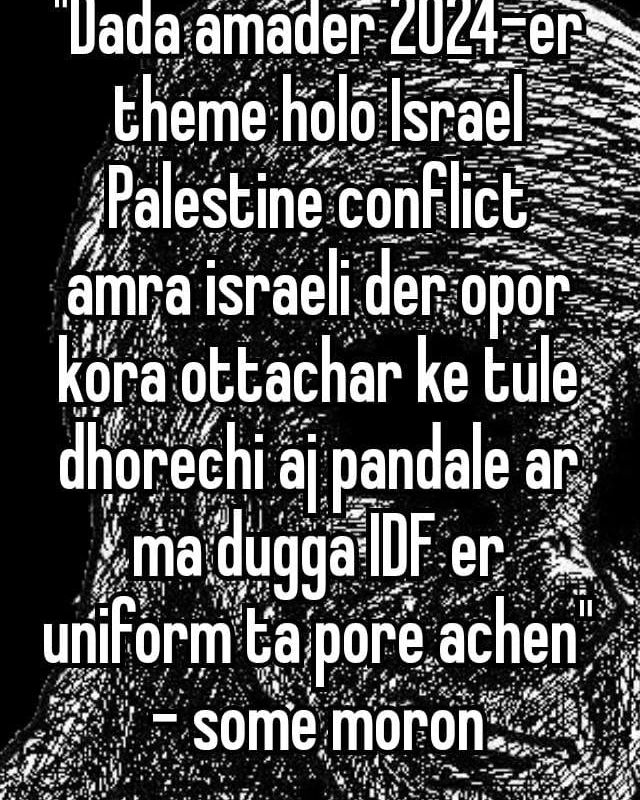 "Dada amader 2024-er
theme holo Israel
Palestine conflict
amra israeli der opor
kora ottachar ke tule
dhorechi aj pandale ar
ma dugga IDF er
uniform ta pore achen"
- some moron